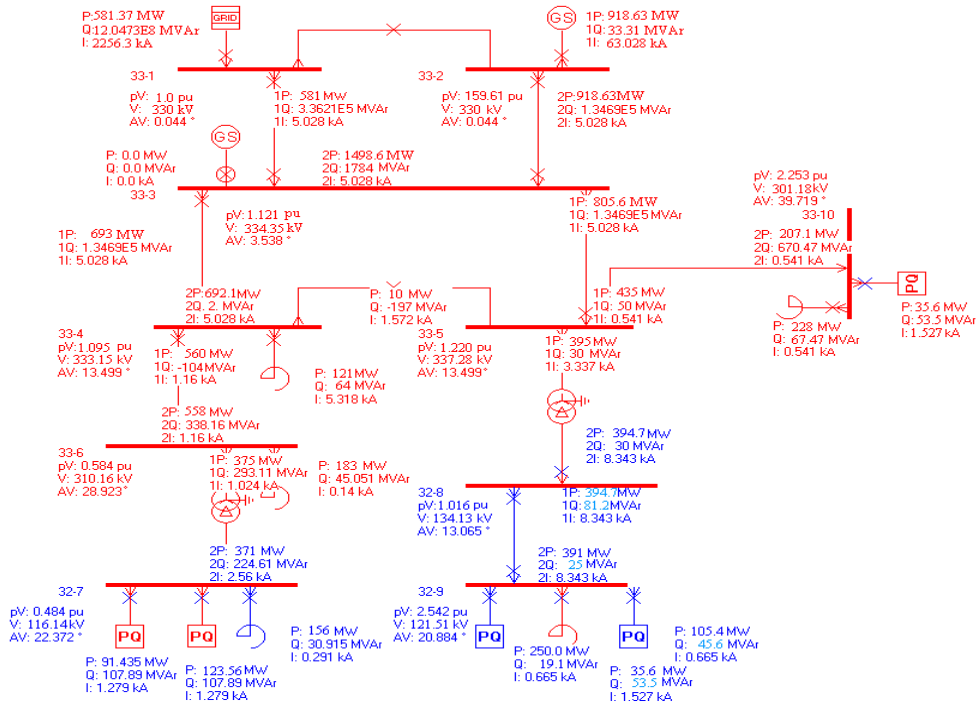 P:581.37 MW
Q:12.0473E8 MVAr
I: 2256.3 kA
GRID
GS
1P: 918.63 MW
1Q: 33.31 MVAr
1I: 63.028 kA
33-1
pV: 1.0 pu
V: 330 kV
AV: 0.044 °
1P: 581 MW
1Q: 3.3621E5 MVAr
1I: 5.028 kA
33-2
pV: 159.61 pu
V: 330 kV
AV: 0.044 °
2P:918.63MW
2Q: 1.3469E5 MVAr
2I: 5.028 kA
GS
P: 0.0 MW
Q: 0.0 MVAr
I: 0.0 kA
2P: 1498.6 MW
2Q: 1784 MVAr
2I: 5.028 kA
33-3
pV: 1.121 pu
V: 334.35 kV
AV: 3.538 °
1P: 693 MW
1Q: 1.3469E5 MVAr
1I: 5.028 kA
1P: 805.6 MW
1Q: 1.3469E5 MVAr
1I: 5.028 kA
pV: 2.253 pu
V: 301.18 kV
AV: 39.719 °
33-10
2P: 207.1 MW
2Q: 670.47 MVAr
2I: 0.541 kA
PQ
P: 35.6 MW
Q: 53.5 MVAr
I: 1.527 kA
P: 228 MW
Q: 67.47 MVAr
I: 0.541 kA
2P:692.1MW
2Q: 2. MVAr
2I: 5.028 kA
P: 10 MW
Q: -197 MVAr
I: 1.572 kA
1P: 435 MW
1Q: 50 MVAr
1I: 0.541 kA
33-4
pV: 1.095 pu
V: 333.15 kV
AV: 13.499 °
1P: 560 MW
1Q: -104MVAr
1I: 1.16 kA
P: 121MW
Q: 64 MVAr
I: 5.318 kA
33-5
pV: 1.220 pu
V: 337.28 kV
AV: 13.499 °
1P: 395 MW
1Q: 30 MVAr
1I: 3.337 kA
2P: 558 MW
2Q: 338.16 MVAr
2I: 1.16 kA
2P: 394.7 MW
2Q: 30 MVAr
2I: 8.343 kA
33-6
pV: 0.584 pu
V: 310.16 kV
AV: 28.923 °
1P: 375 MW
1Q: 293.11 MVAr
1I: 1.024 kA
P: 183 MW
Q: 45.051 MVAr
I: 0.14 kA
32-8
pV:1.016 pu
V: 134.13 kV
AV: 13.065 °
1P: 394.7MW
1Q:81.2MVAr
1I: 8.343 kA
2P: 371 MW
2Q: 224.61 MVAr
2I: 2.56 kA
2P: 391 MW
2Q: 25 MVAr
2I: 8.343 kA
32-7
pV: 0.484 pu
V: 116.14 kV
AV: 22.372 °
PQ
PQ
P: 156 MW
Q: 30.915 MVAr
I: 0.291 kA
P: 91.435 MW
Q: 107.89 MVAr
I: 1.279 kA
P: 123.56 MW
Q: 107.89 MVAr
I: 1.279 kA
32-9
pV: 2.542 pu
V: 121.51 kV
AV: 20.884 °
PQ
PQ
P: 105.4 MW
Q: 45.6 MVAr
I: 0.665 kA
P: 250.0 MW
Q: 19.1 MVAr
I: 0.665 kA
P: 35.6 MW
Q: 53.5 MVAr
I: 1.527 kA